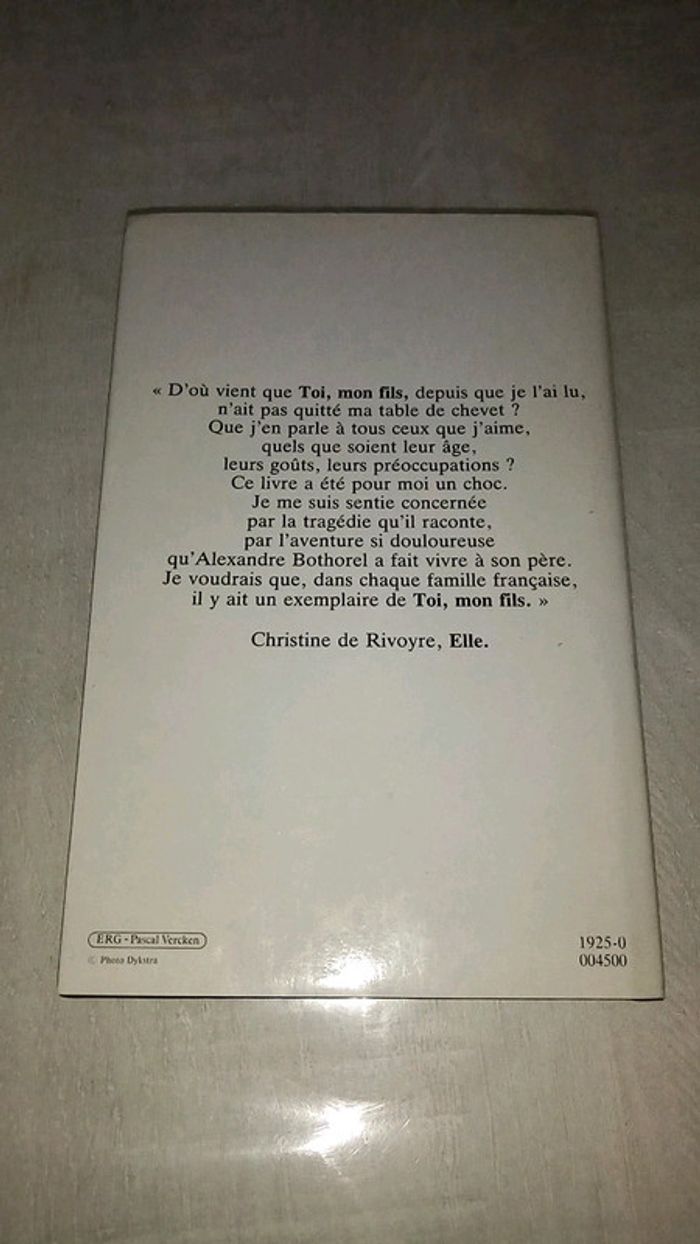 « D'où vient que Toi, mon fils, depuis que je l'ai lu,
n'ait pas quitté ma table de chevet ?
Que j'en parle à tous ceux que j'aime,
quels que soient leur âge,
leurs goûts, leurs préoccupations ?
Ce livre a été pour moi un choc.
Je me suis sentie concernée
par la tragédie qu'il raconte,
par l'aventure si douloureuse
qu'Alexandre Bothorel a fait vivre à son père.
Je voudrais que, dans chaque famille française,
il y ait un exemplaire de Toi, mon fils. »
Christine de Rivoyre, Elle.
ERG - Pascal Vercken
© Photo Dykstra
1925-0
004500